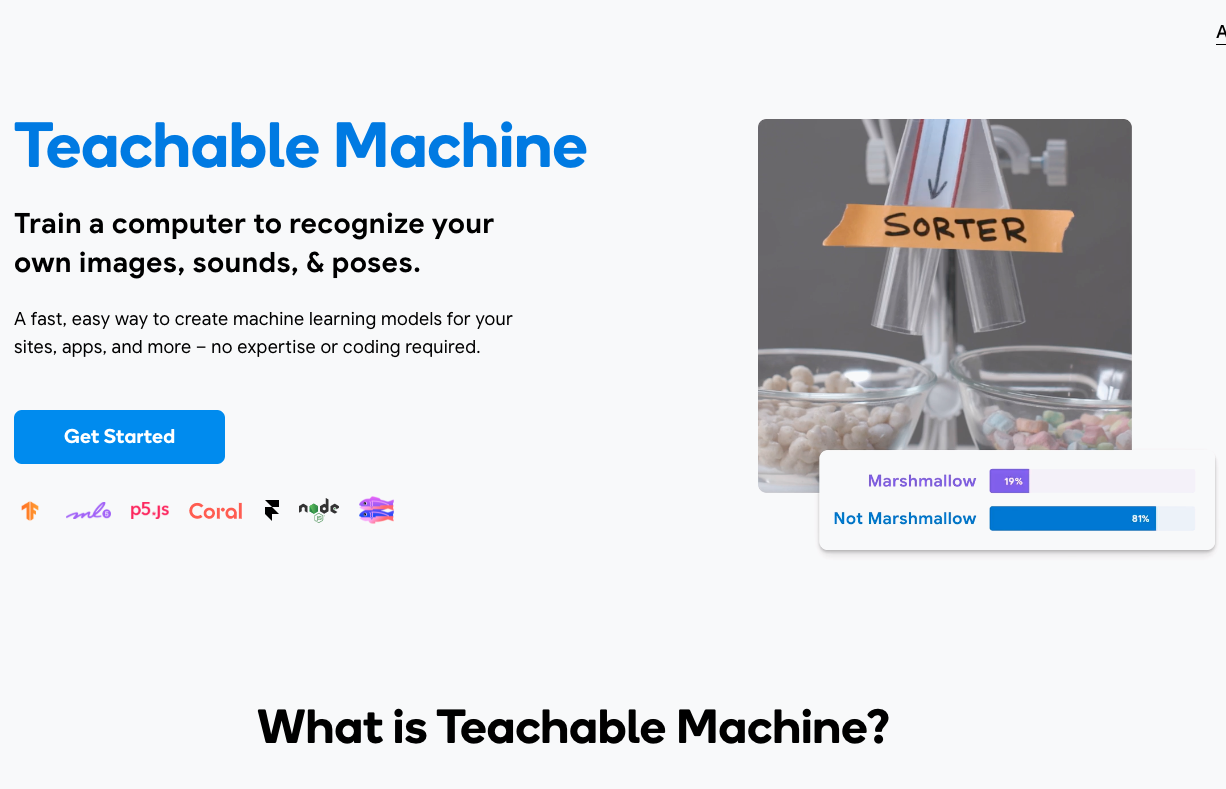 A
Teachable Machine
Train a computer to recognize your
own images, sounds, & poses.
A fast, easy way to create machine learning models for your
sites, apps, and more – no expertise or coding required.
Get Started
ml5
p5.js
Coral
node
JS
SORTER
Marshmallow 19%
Not Marshmallow 81%
What is Teachable Machine?